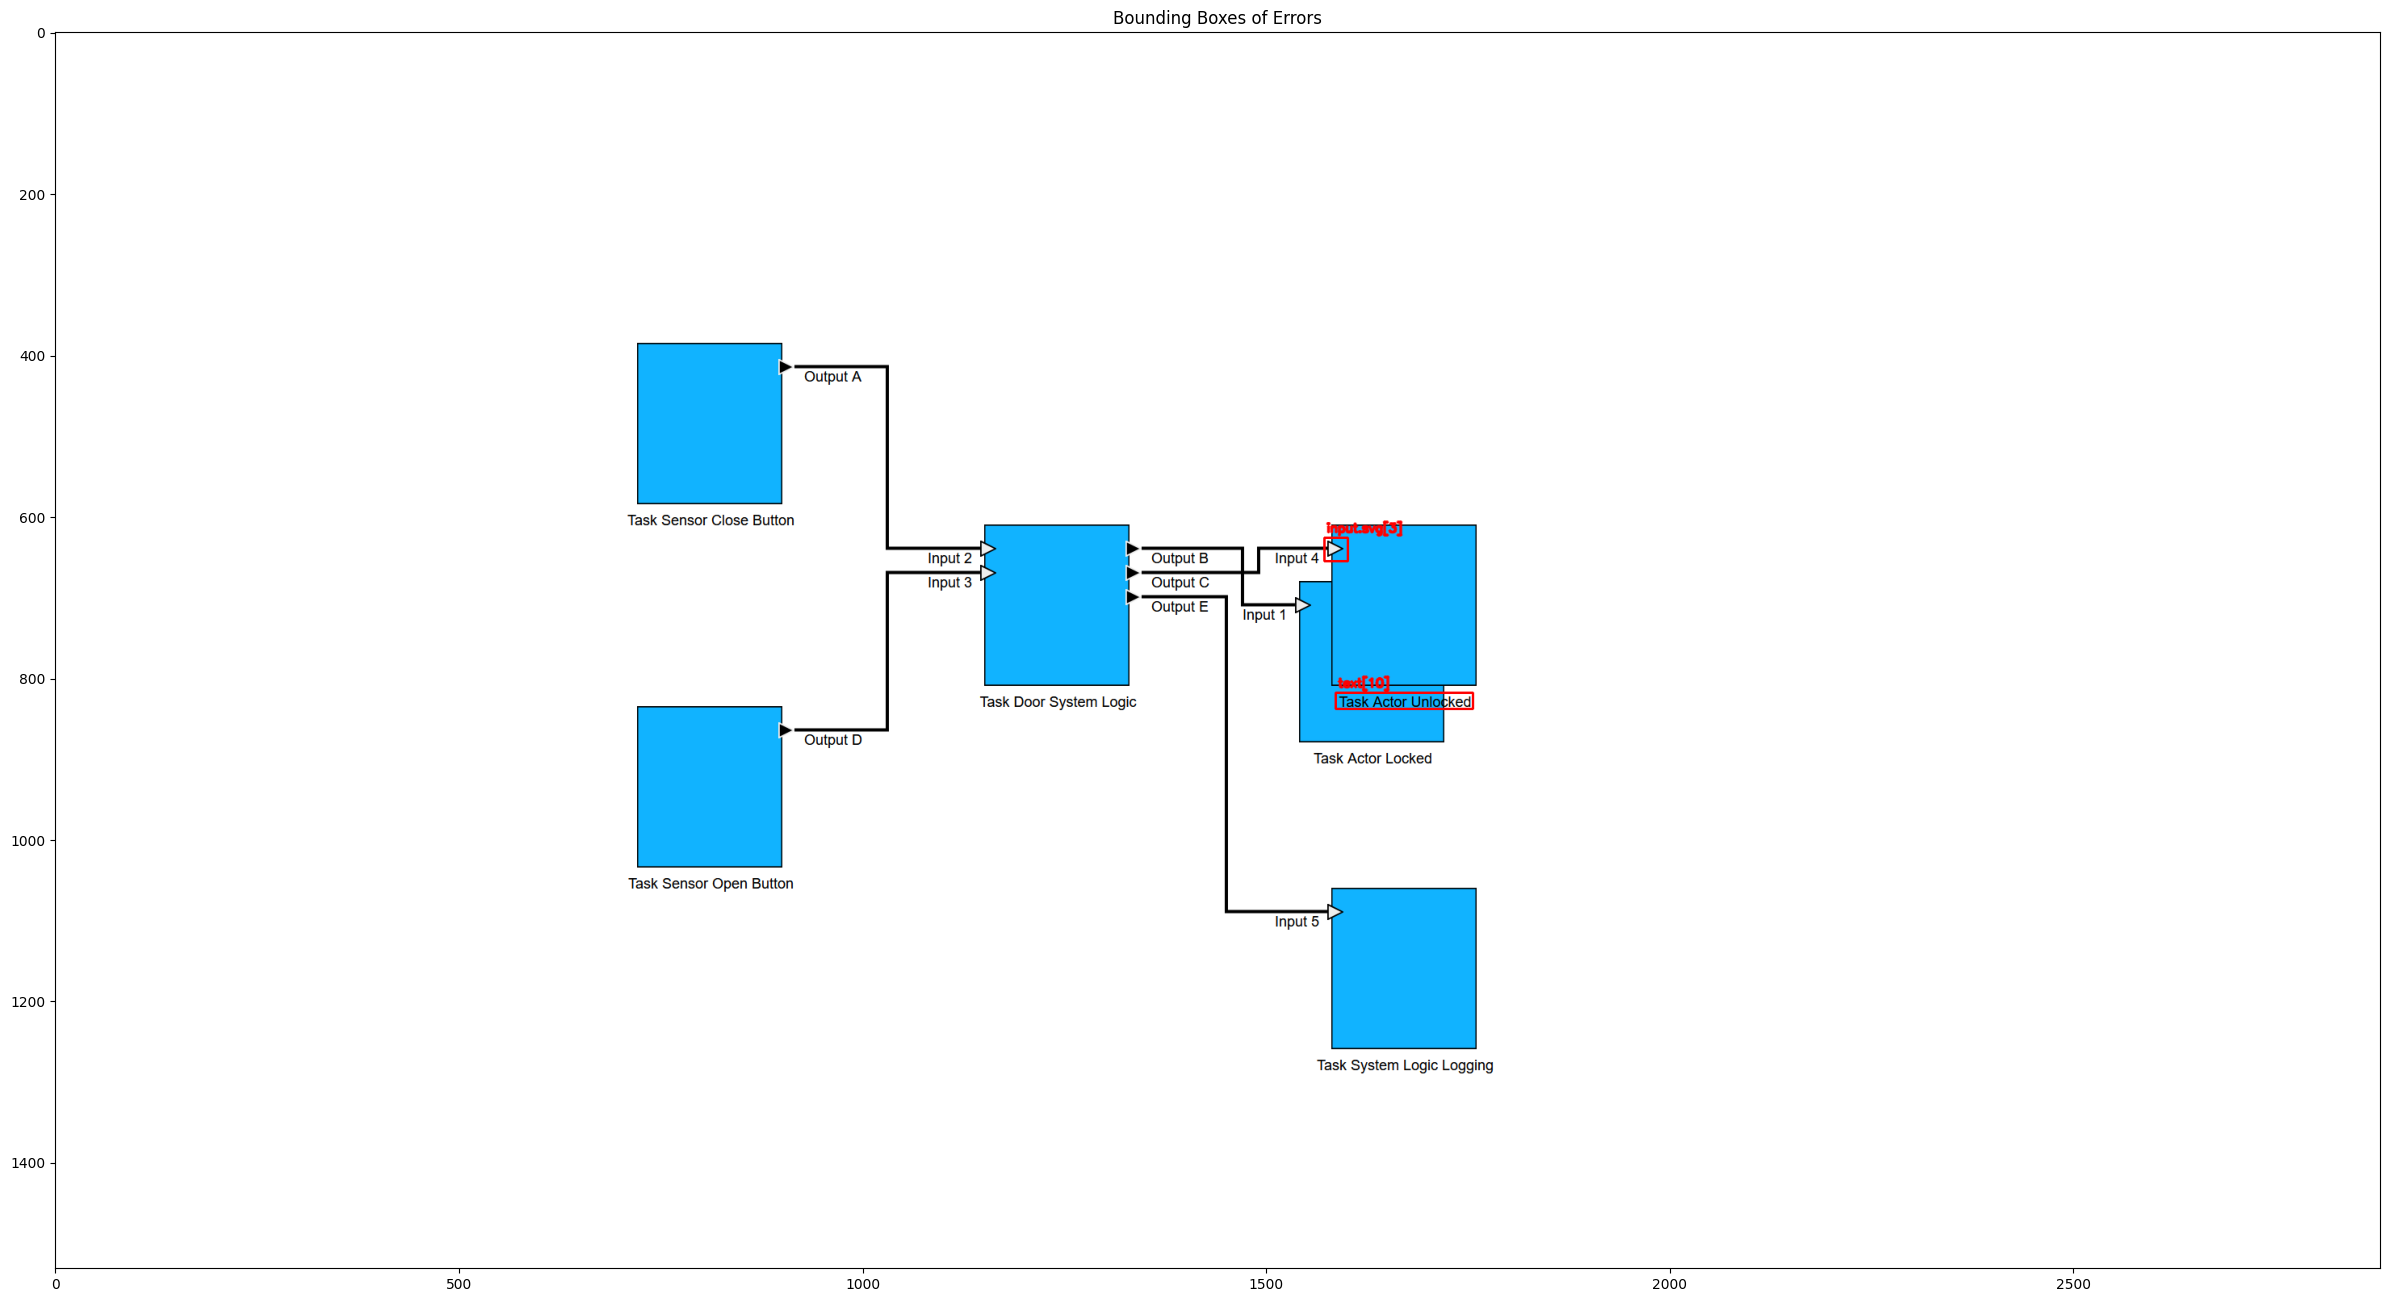 Bounding Boxes of Errors
0
200
400
600
800
1000
1200
1400
Output A
Task Sensor Close Button
Input 2
Input 3
Output B
Output C
Output E
Input 4
input.svg[3]
Input 1
text[10]
Task Door System Logic
Task Actor Unlocked
Output D
Task Actor Locked
Task Sensor Open Button
Input 5
Task System Logic Logging
0
500
1000
1500
2000
2500